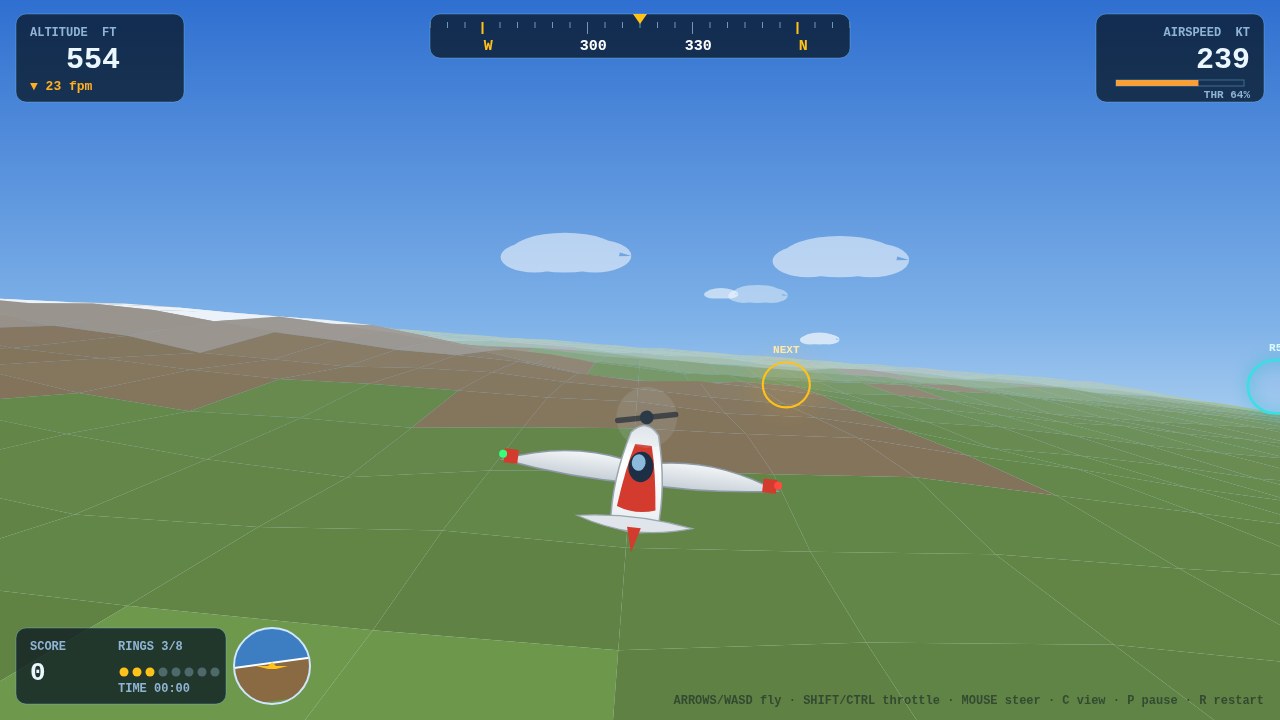 ALTITUDE FT
554
▼ 23 fpm
W 300 330 N
AIRSPEED KT
239
THR 64%
NEXT
SCORE
0
RINGS 3/8
TIME 00:00
ARROWS/WASD fly · SHIFT/CTRL throttle · MOUSE steer · C view · P pause · R restart